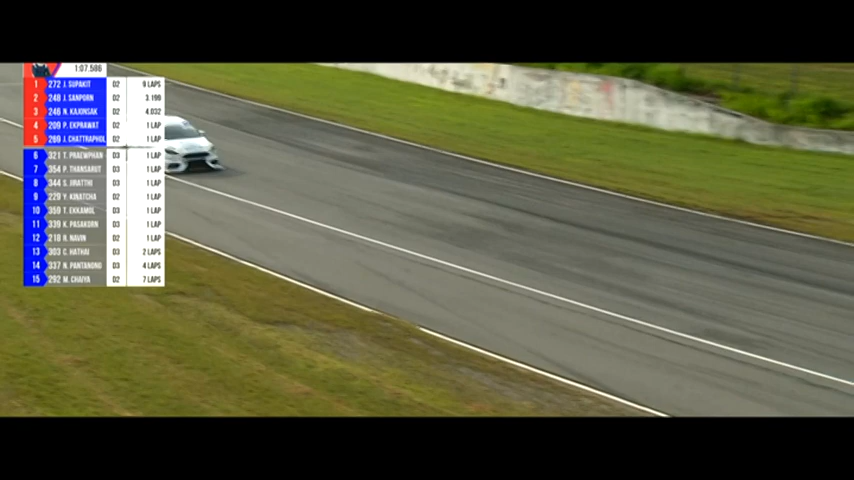 1:07.586
1 272 J. SUPAKIT D2 9 LAPS
2 248 J. SANPORN D2 3.198
3 246 N. KAJONSAK D2 4.032
4 209 P. EKPRAWAT D2 1 LAP
5 269 J. CHATTRAPHOL D2 1 LAP
6 321 T. PRAEWPHAN D3 1 LAP
7 354 P. THANSARUT D3 1 LAP
8 344 S. JIRATTHI D3 1 LAP
9 229 Y. KINATCHA D2 1 LAP
10 359 T. EKKAMOL D3 1 LAP
11 339 K. PASAKORN D3 1 LAP
12 218 R. NAVIN D2 1 LAP
13 303 C. HATHAI D3 2 LAPS
14 337 N. PANTANONG D3 4 LAPS
15 292 M. CHAIYA D2 7 LAPS